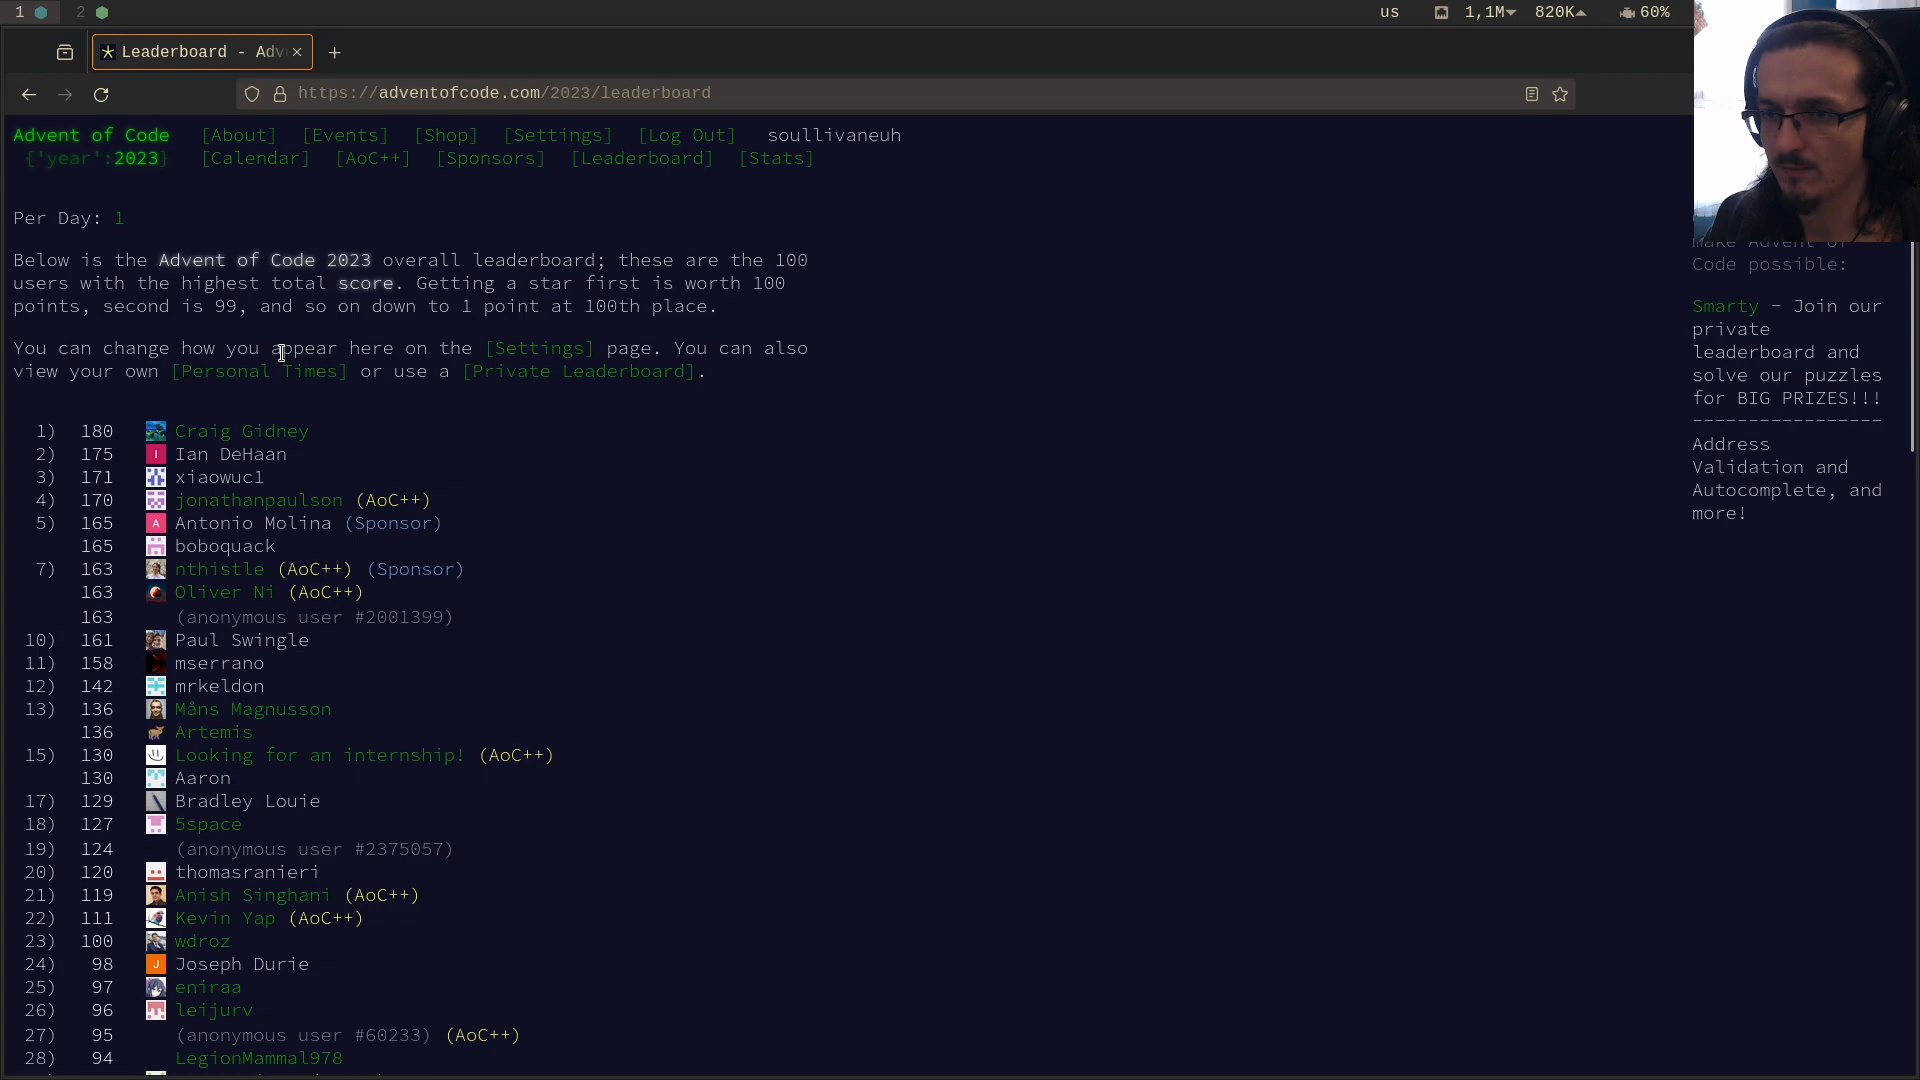 1 2 us 1,1M 820K 60%
Leaderboard - Adv
https://adventofcode.com/2023/leaderboard
Advent of Code [About] [Events] [Shop] [Settings] [Log Out] soullivaneuh
{'year':2023} [Calendar] [AoC++] [Sponsors] [Leaderboard] [Stats]
Per Day: 1
Below is the Advent of Code 2023 overall leaderboard; these are the 100
users with the highest total score. Getting a star first is worth 100
points, second is 99, and so on down to 1 point at 100th place.
You can change how you appear here on the [Settings] page. You can also
view your own [Personal Times] or use a [Private Leaderboard].
1) 180 Craig Gidney
2) 175 I Ian DeHaan
3) 171 xiaowuc1
4) 170 jonathanpaulson (AoC++)
5) 165 A Antonio Molina (Sponsor)
165 boboquack
7) 163 nthistle (AoC++) (Sponsor)
163 Oliver Ni (AoC++)
163 (anonymous user #2001399)
10) 161 Paul Swingle
11) 158 mserrano
12) 142 mrkeldon
13) 136 Måns Magnusson
136 Artemis
15) 130 Looking for an internship! (AoC++)
130 Aaron
17) 129 Bradley Louie
18) 127 5space
19) 124 (anonymous user #2375057)
20) 120 thomasranieri
21) 119 Anish Singhani (AoC++)
22) 111 Kevin Yap (AoC++)
23) 100 wdroz
24) 98 J Joseph Durie
25) 97 eniraa
26) 96 leijurv
27) 95 (anonymous user #60233) (AoC++)
28) 94 LegionMammal978
make Advent of
Code possible:
Smarty - Join our
private
leaderboard and
solve our puzzles
for BIG PRIZES!!!
-----------------
Address
Validation and
Autocomplete, and
more!